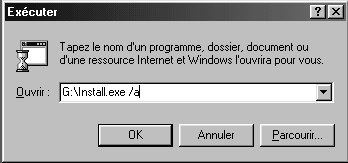 Exécuter
Tapez le nom d'un programme, dossier, document ou
d'une ressource Internet et Windows l'ouvrira pour vous.
Ouvrir : G:\Install.exe /a
OK Annuler Parcourir...